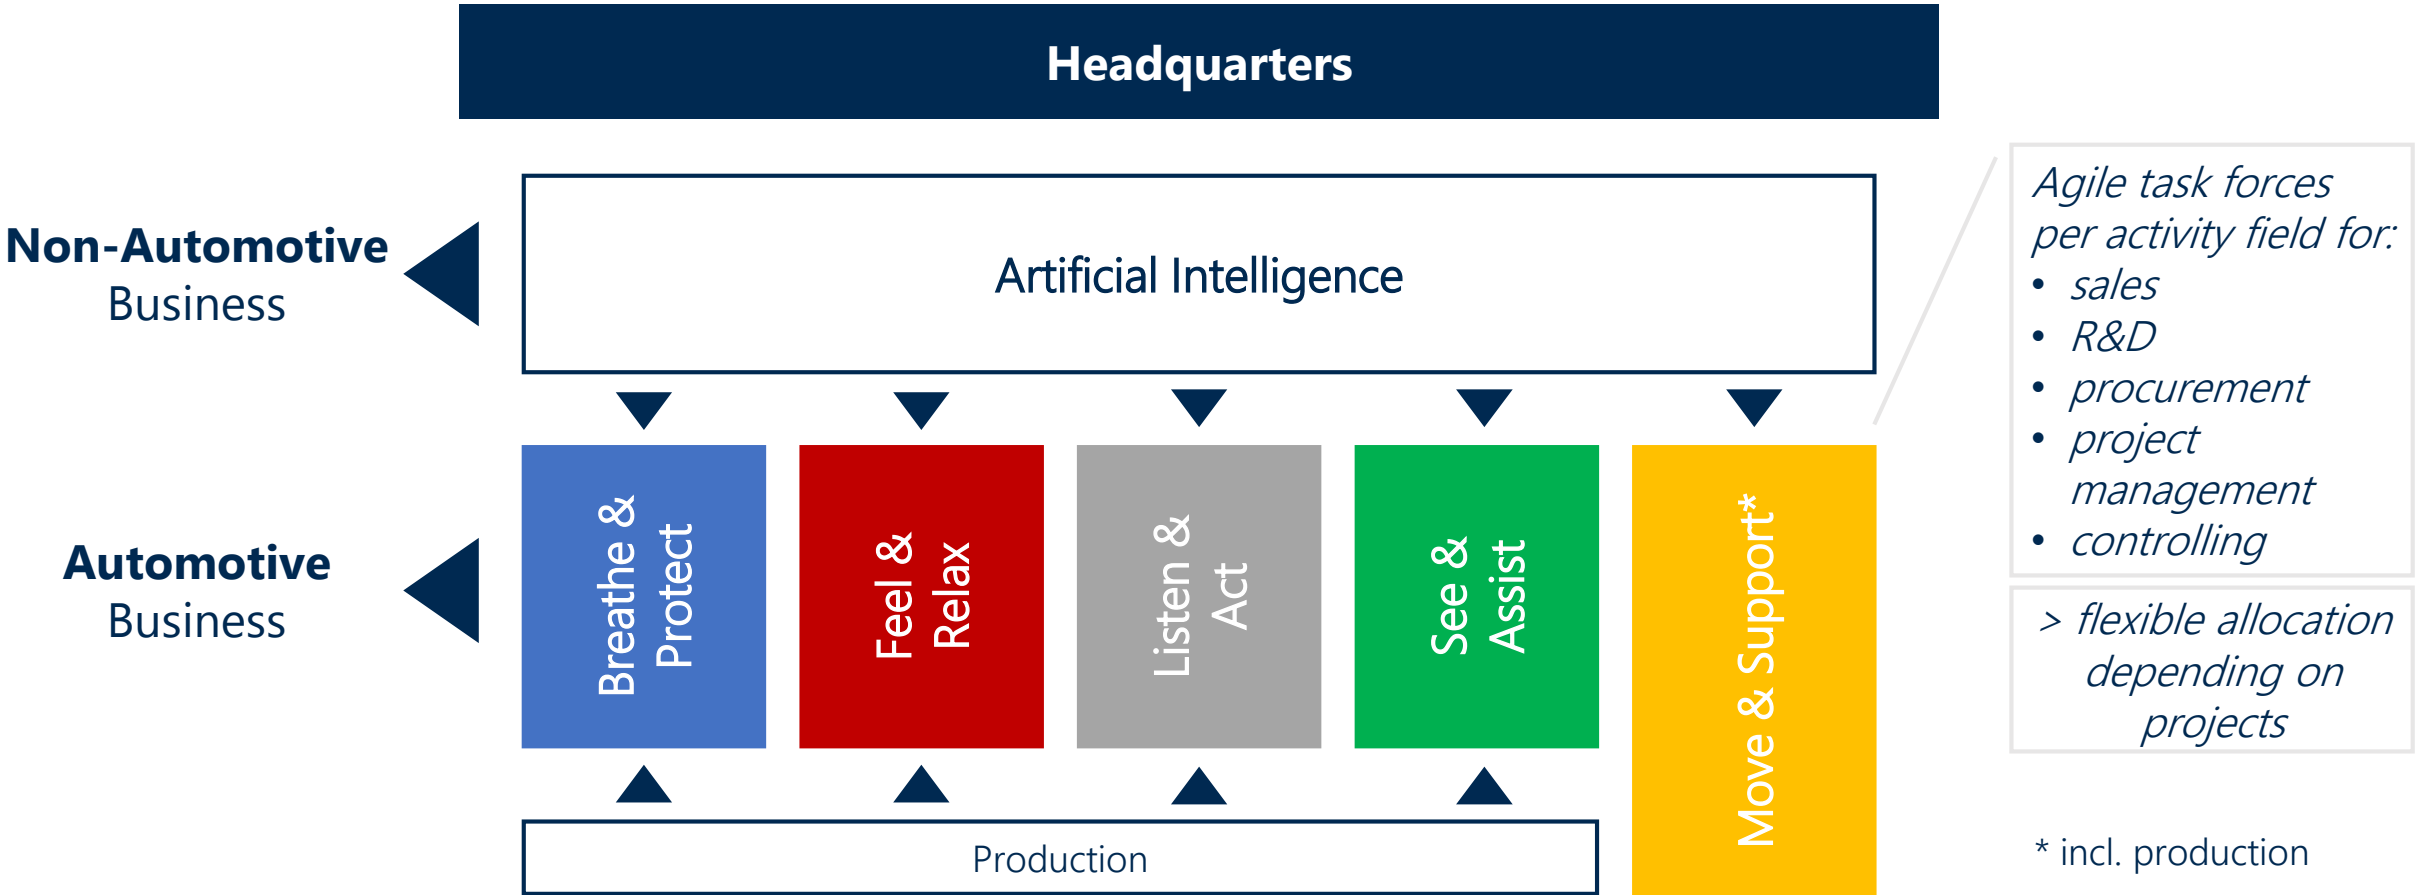 Headquarters
Non-Automotive
Business
Artificial Intelligence
Automotive
Business
Breathe &
Protect
Feel &
Relax
Listen &
Act
See &
Assist
Move & Support*
Production
Agile task forces
per activity field for:
• sales
• R&D
• procurement
• project
management
• controlling
> flexible allocation
depending on
projects
* incl. production